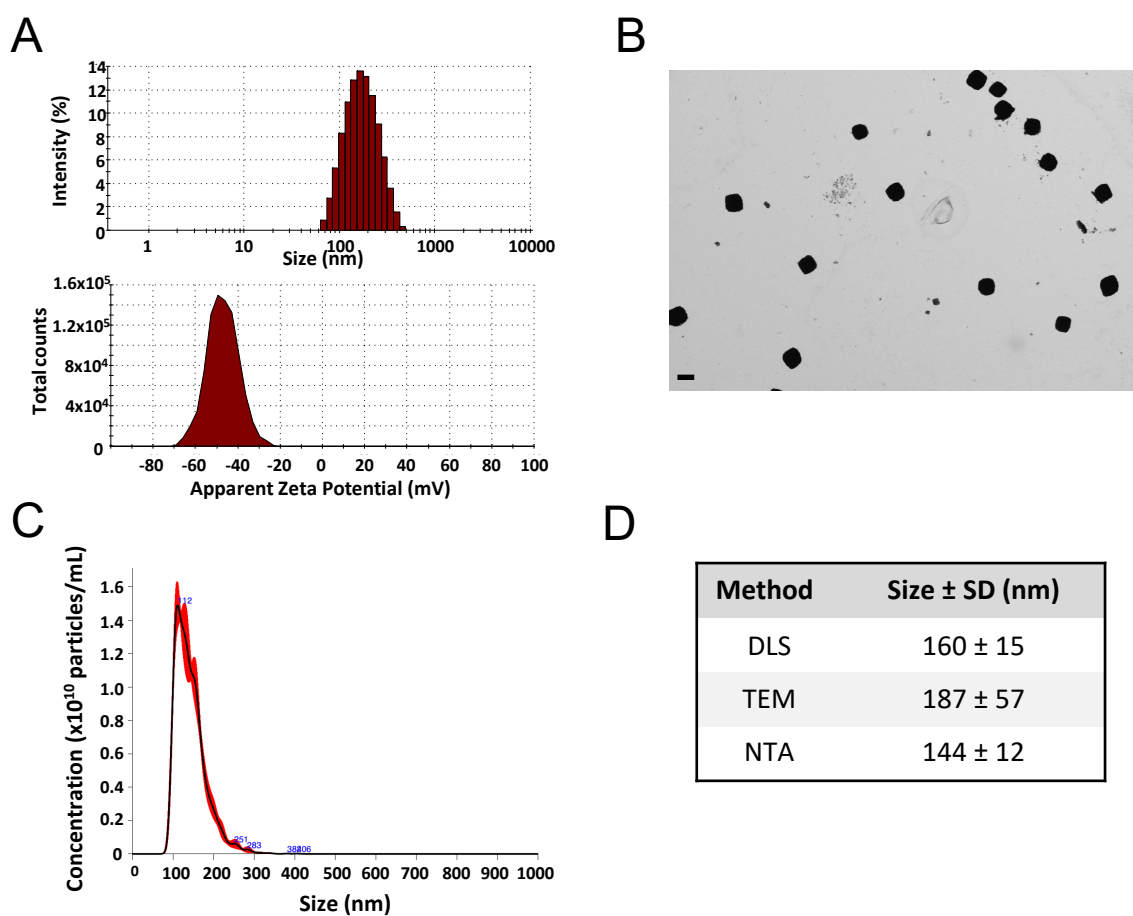 A
B
14
12
10
8
6
4
2
0
Intensity (%)
1
10
100
1000
10000
Size (nm)
1.6x10⁵
1.2x10⁵
8x10⁴
4x10⁴
0
Total counts
-80
-60
-40
-20
0
20
40
60
80
100
Apparent Zeta Potential (mV)
C
D
Concentration (x10¹⁰ particles/mL)
1.6
1.4
1.2
1.0
0.8
0.6
0.4
0.2
0
112
251
283
0
100
200
300
400
500
600
700
800
900
1000
Size (nm)
Method Size ± SD (nm)
DLS 160 ± 15
TEM 187 ± 57
NTA 144 ± 12